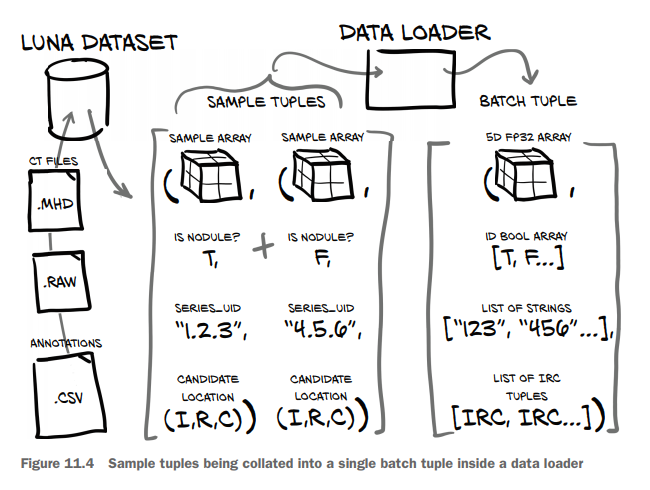 LUNA DATASET
DATA LOADER
SAMPLE TUPLES
BATCH TUPLE
CT FILES
.MHD
.RAW
ANNOTATIONS
.CSV
SAMPLE ARRAY
SAMPLE ARRAY
( ,
( ,
IS NODULE?
IS NODULE?
T,
+
F,
SERIES_UID
SERIES_UID
"1.2.3",
"4.5.6",
CANDIDATE
LOCATION
CANDIDATE
LOCATION
(I,R,C))
(I,R,C))
5D FP32 ARRAY
( ,
1D BOOL ARRAY
[T, F...]
LIST OF STRINGS
["123", "456"...],
LIST OF IRC
TUPLES
[IRC, IRC...])
Figure 11.4 Sample tuples being collated into a single batch tuple inside a data loader